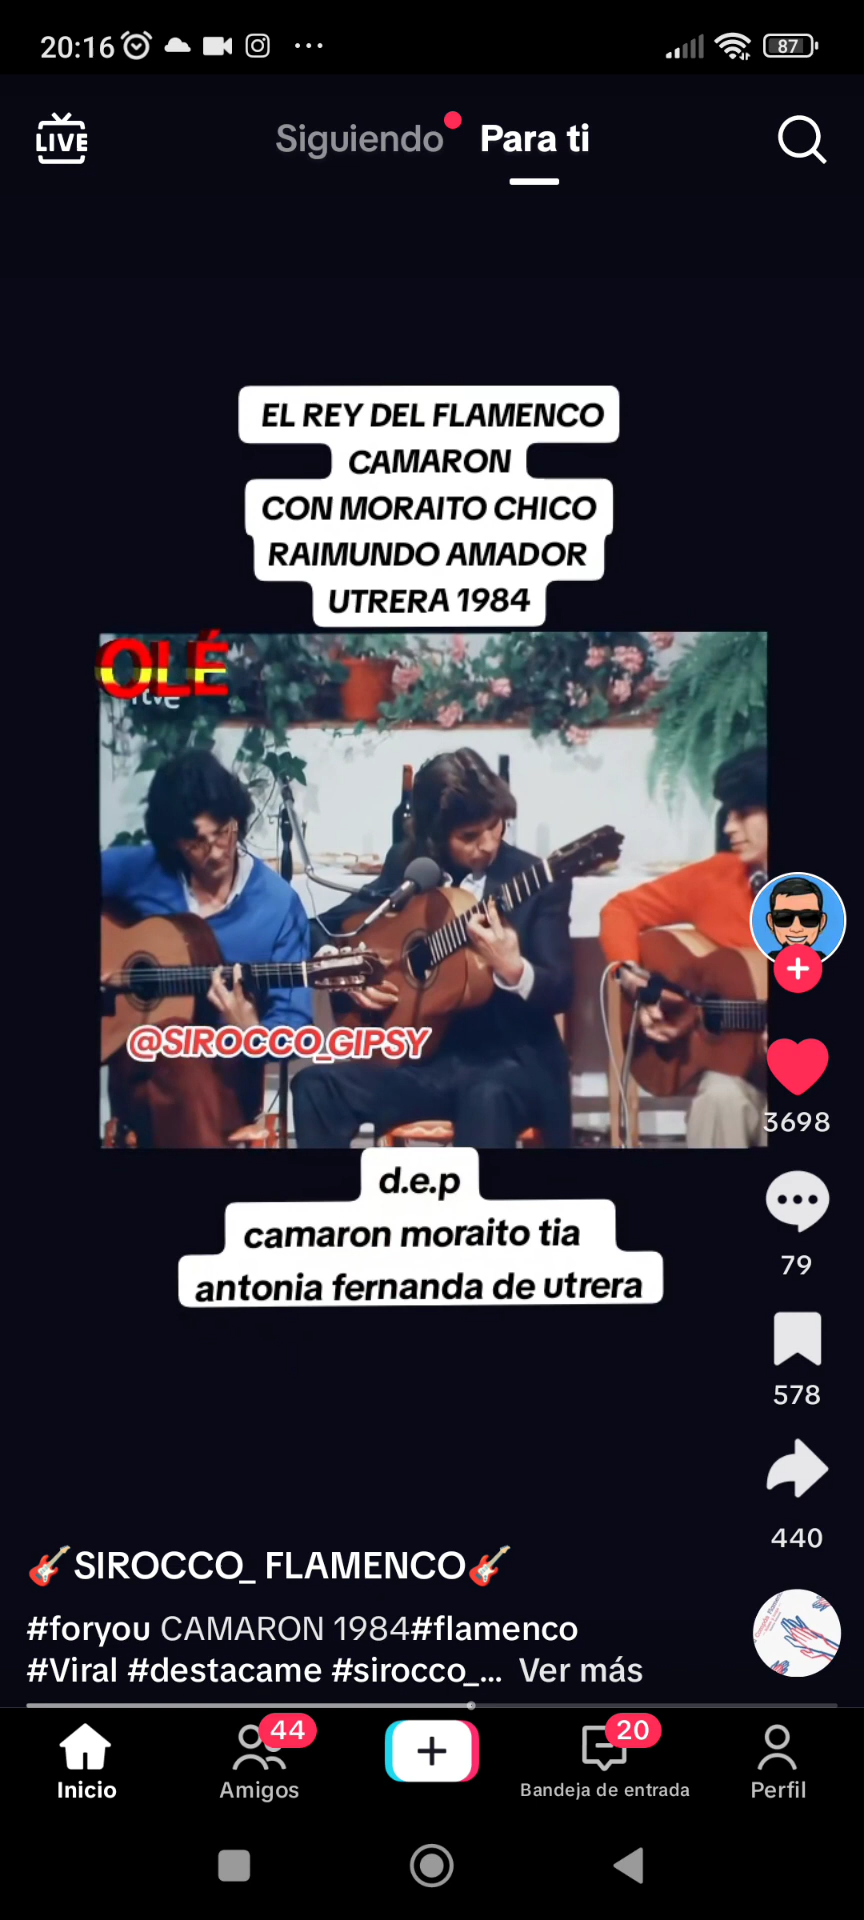 20:16
87
LIVE
Siguiendo
Para ti
EL REY DEL FLAMENCO
CAMARON
CON MORAITO CHICO
RAIMUNDO AMADOR
UTRERA 1984
OLÉ
rtve
@SIROCCO_GIPSY
3698
d.e.p
camaron moraito tia
antonia fernanda de utrera
79
578
440
SIROCCO_ FLAMENCO
#foryou CAMARON 1984#flamenco
#Viral #destacame #sirocco_... Ver más
44
20
Inicio
Amigos
Bandeja de entrada
Perfil